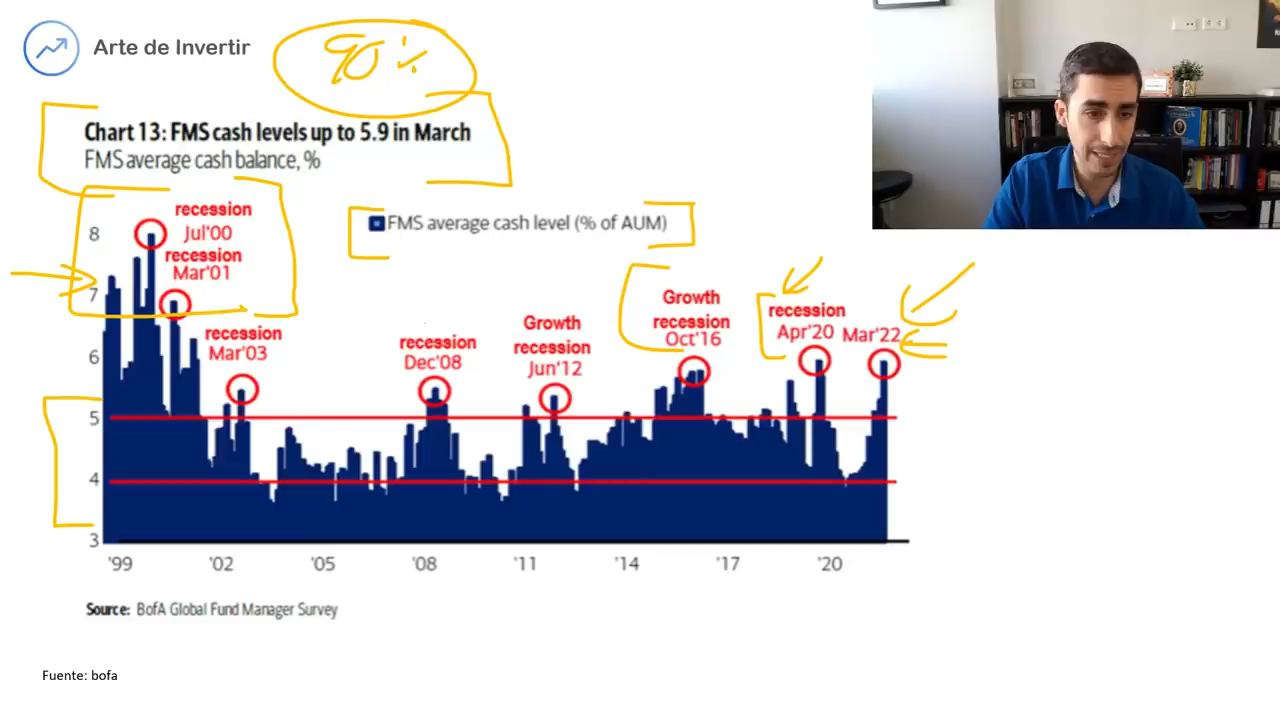 Arte de Invertir
90%
Chart 13: FMS cash levels up to 5.9 in March
FMS average cash balance, %
FMS average cash level (% of AUM)
recession
Jul'00
recession
Mar'01
recession
Mar'03
recession
Dec'08
Growth
recession
Jun'12
Growth
recession
Oct'16
recession
Apr'20
Mar'22
8
7
6
5
4
3
'99 '02 '05 '08 '11 '14 '17 '20
Source: BofA Global Fund Manager Survey
Fuente: bofa